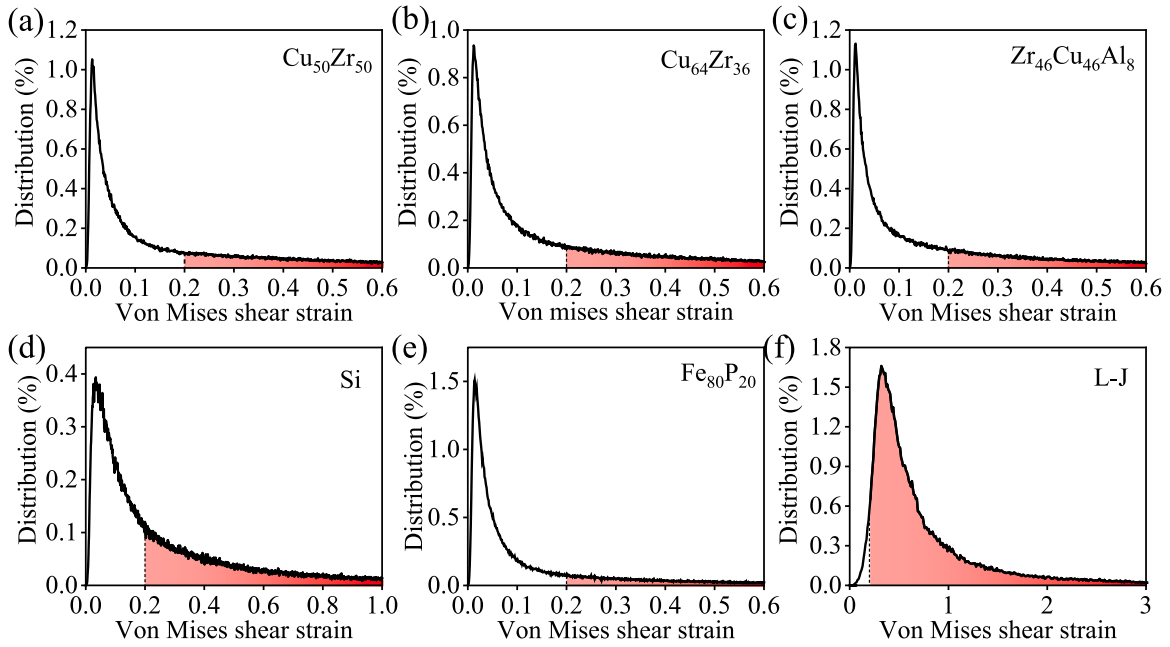 (a)
Cu50Zr50
Distribution (%)
1.2
1.0
0.8
0.6
0.4
0.2
0.0
0.0 0.1 0.2 0.3 0.4 0.5 0.6
Von Mises shear strain
(b)
Cu64Zr36
Distribution (%)
1.0
0.8
0.6
0.4
0.2
0.0
0.0 0.1 0.2 0.3 0.4 0.5 0.6
Von mises shear strain
(c)
Zr46Cu46Al8
Distribution (%)
1.2
1.0
0.8
0.6
0.4
0.2
0.0
0.0 0.1 0.2 0.3 0.4 0.5 0.6
Von Mises shear strain
(d)
Si
Distribution (%)
0.4
0.3
0.2
0.1
0.0
0.0 0.2 0.4 0.6 0.8 1.0
Von Mises shear strain
(e)
Fe80P20
Distribution (%)
1.5
1.0
0.5
0.0
0.0 0.1 0.2 0.3 0.4 0.5 0.6
Von Mises shear strain
(f)
L-J
Distribution (%)
1.8
1.5
1.2
0.9
0.6
0.3
0.0
0 1 2 3
Von Mises shear strain